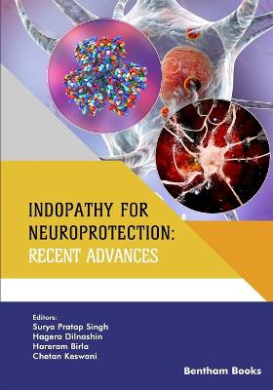 INDOPATHY FOR
NEUROPROTECTION:
RECENT ADVANCES
Editors:
Surya Pratap Singh
Hagera Dilnashin
Hareram Birla
Chetan Keswani
Bentham Books